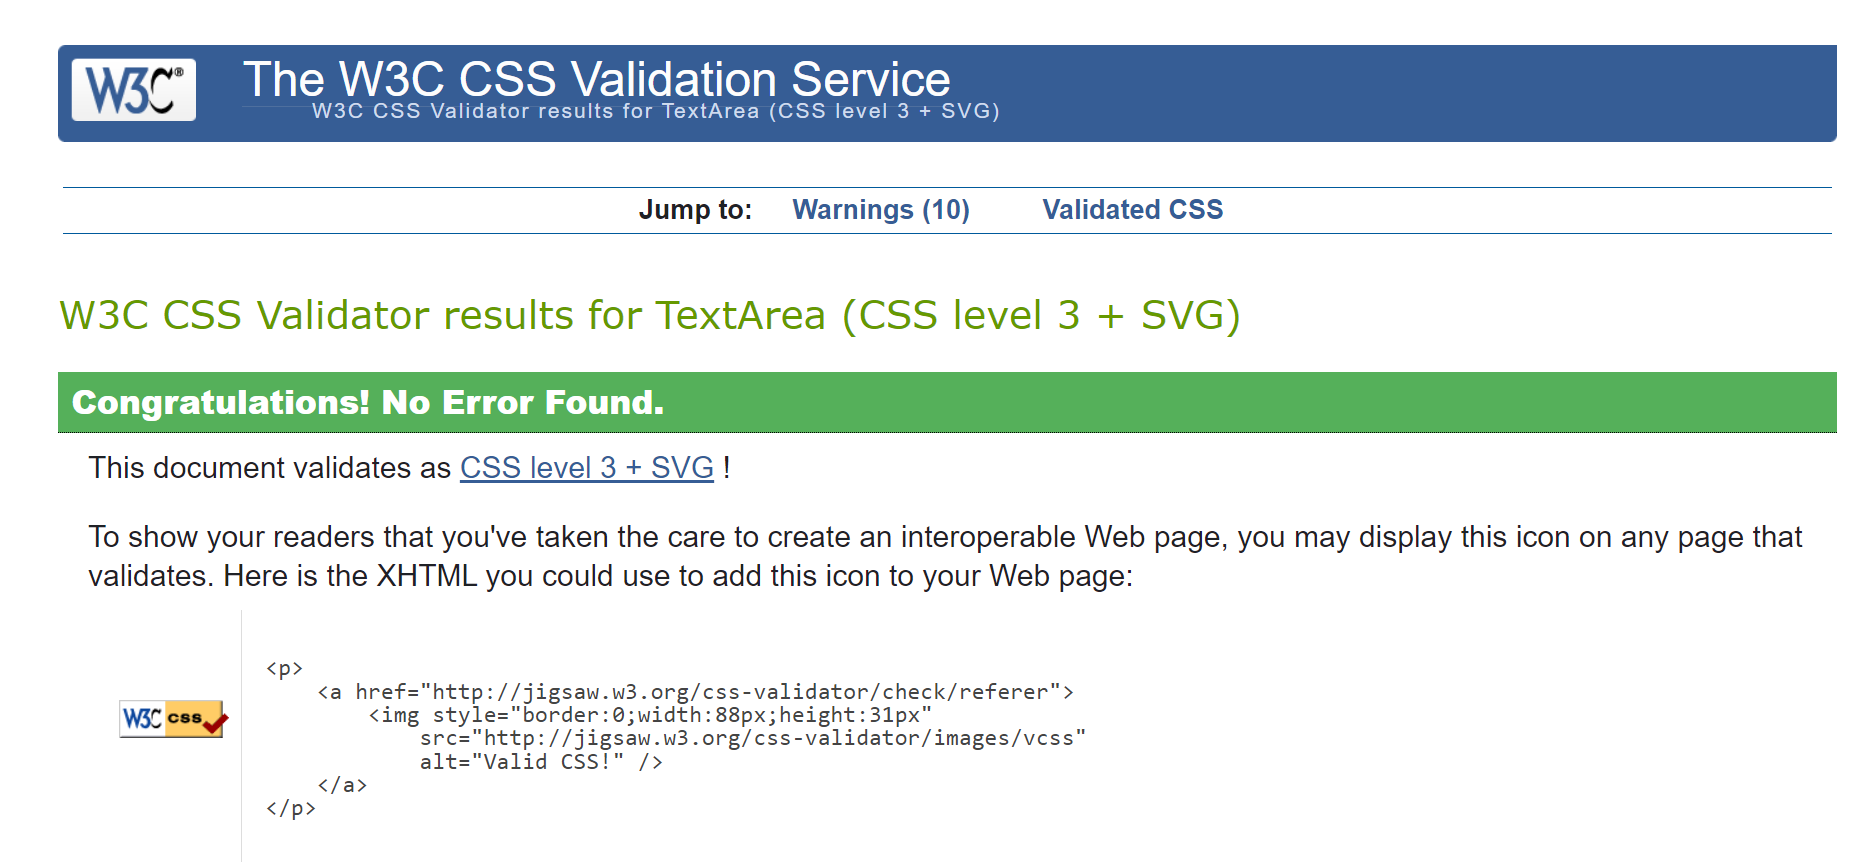 W3C®
The W3C CSS Validation Service
W3C CSS Validator results for TextArea (CSS level 3 + SVG)
Jump to: Warnings (10) Validated CSS
W3C CSS Validator results for TextArea (CSS level 3 + SVG)
Congratulations! No Error Found.
This document validates as CSS level 3 + SVG !
To show your readers that you've taken the care to create an interoperable Web page, you may display this icon on any page that
validates. Here is the XHTML you could use to add this icon to your Web page:
W3C css
<p>
    <a href="http://jigsaw.w3.org/css-validator/check/referer">
        <img style="border:0;width:88px;height:31px"
            src="http://jigsaw.w3.org/css-validator/images/vcss"
            alt="Valid CSS!" />
    </a>
</p>